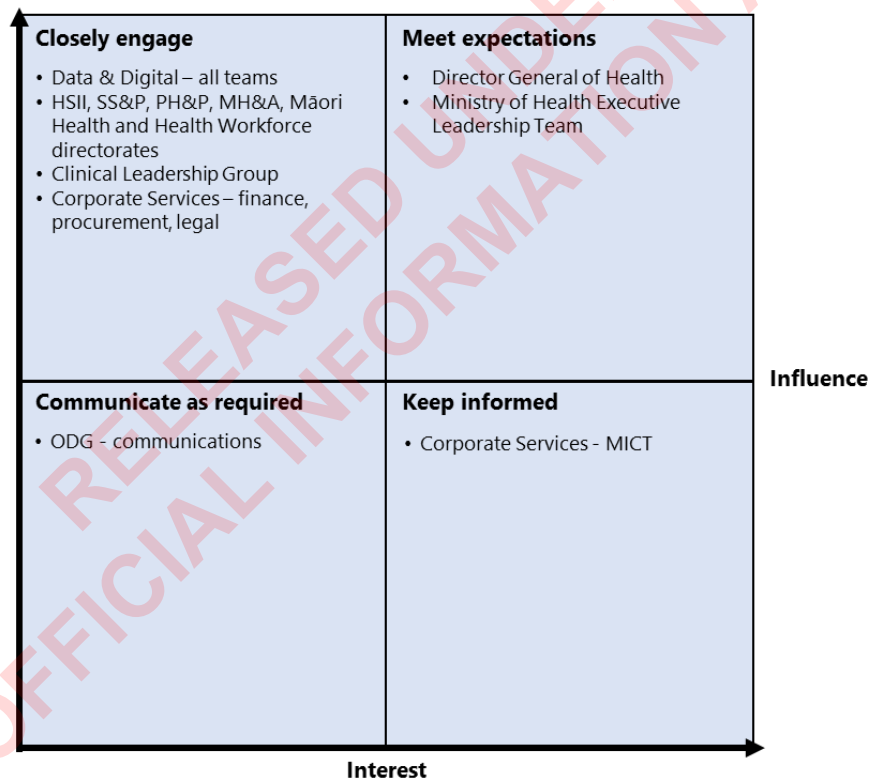 Closely engage
• Data & Digital – all teams
• HSII, SS&P, PH&P, MH&A, Māori
Health and Health Workforce
directorates
• Clinical Leadership Group
• Corporate Services – finance,
procurement, legal
Meet expectations
• Director General of Health
• Ministry of Health Executive
Leadership Team
Influence
Communicate as required
• ODG - communications
Keep informed
• Corporate Services - MICT
Interest
RELEASED UNDE
OFFICIAL INFORMATION A